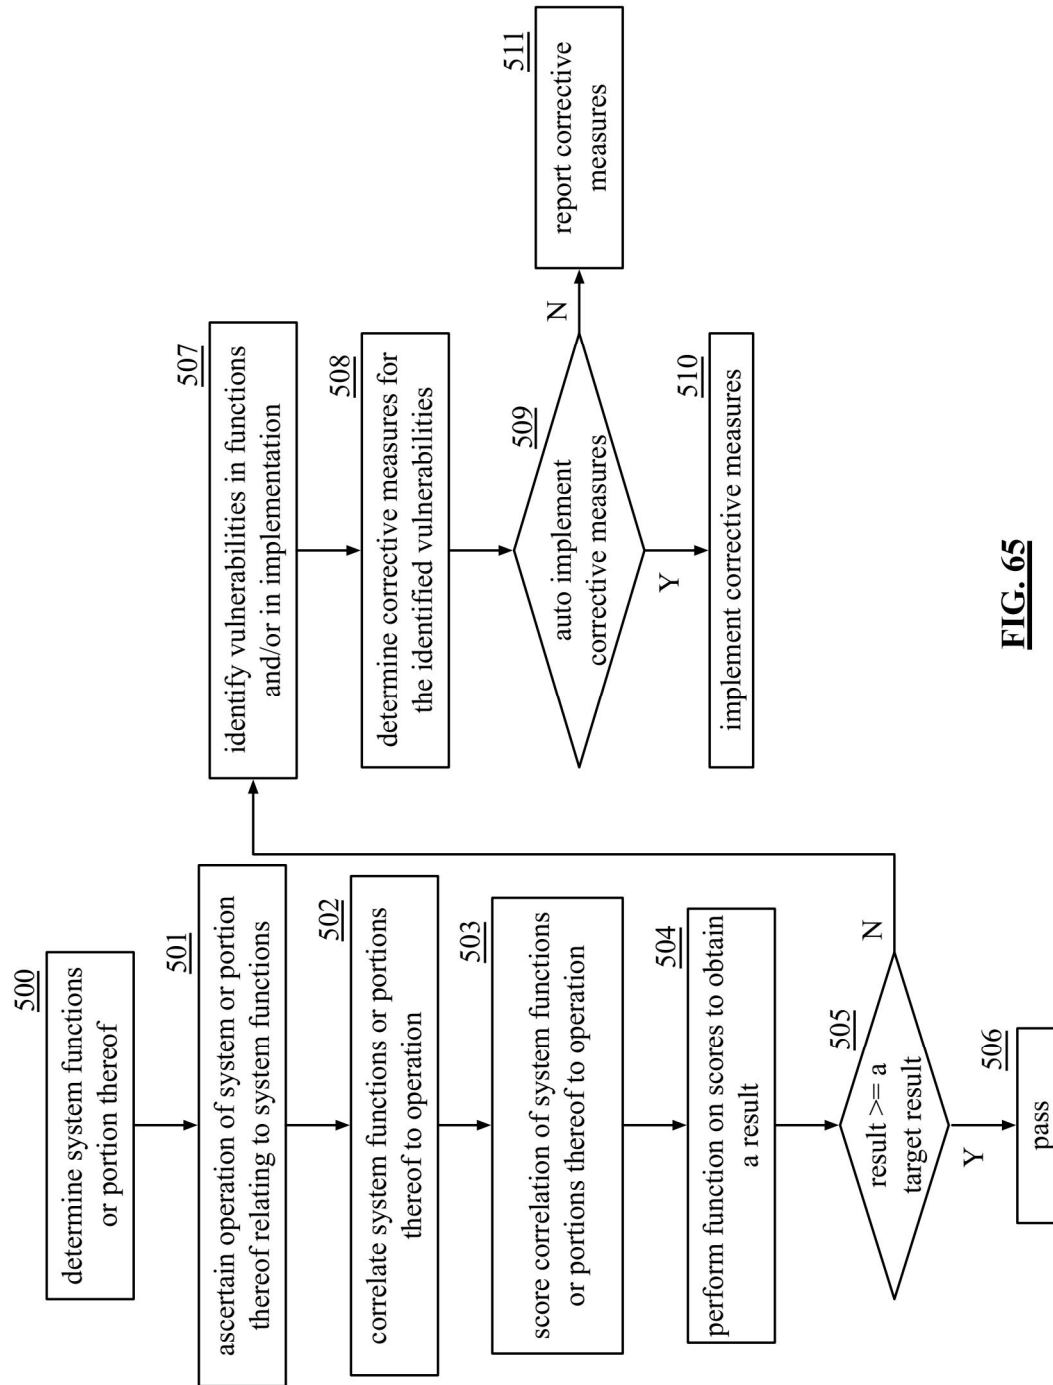 500
determine system functions
or portion thereof
501
ascertain operation of system or portion
thereof relating to system functions
502
correlate system functions or portions
thereof to operation
503
score correlation of system functions
or portions thereof to operation
504
perform function on scores to obtain
a result
505
result >= a
target result
N
Y
506
pass
507
identify vulnerabilities in functions
and/or in implementation
508
determine corrective measures for
the identified vulnerabilities
509
auto implement
corrective measures
N
Y
510
implement corrective measures
511
report corrective
measures
FIG. 65